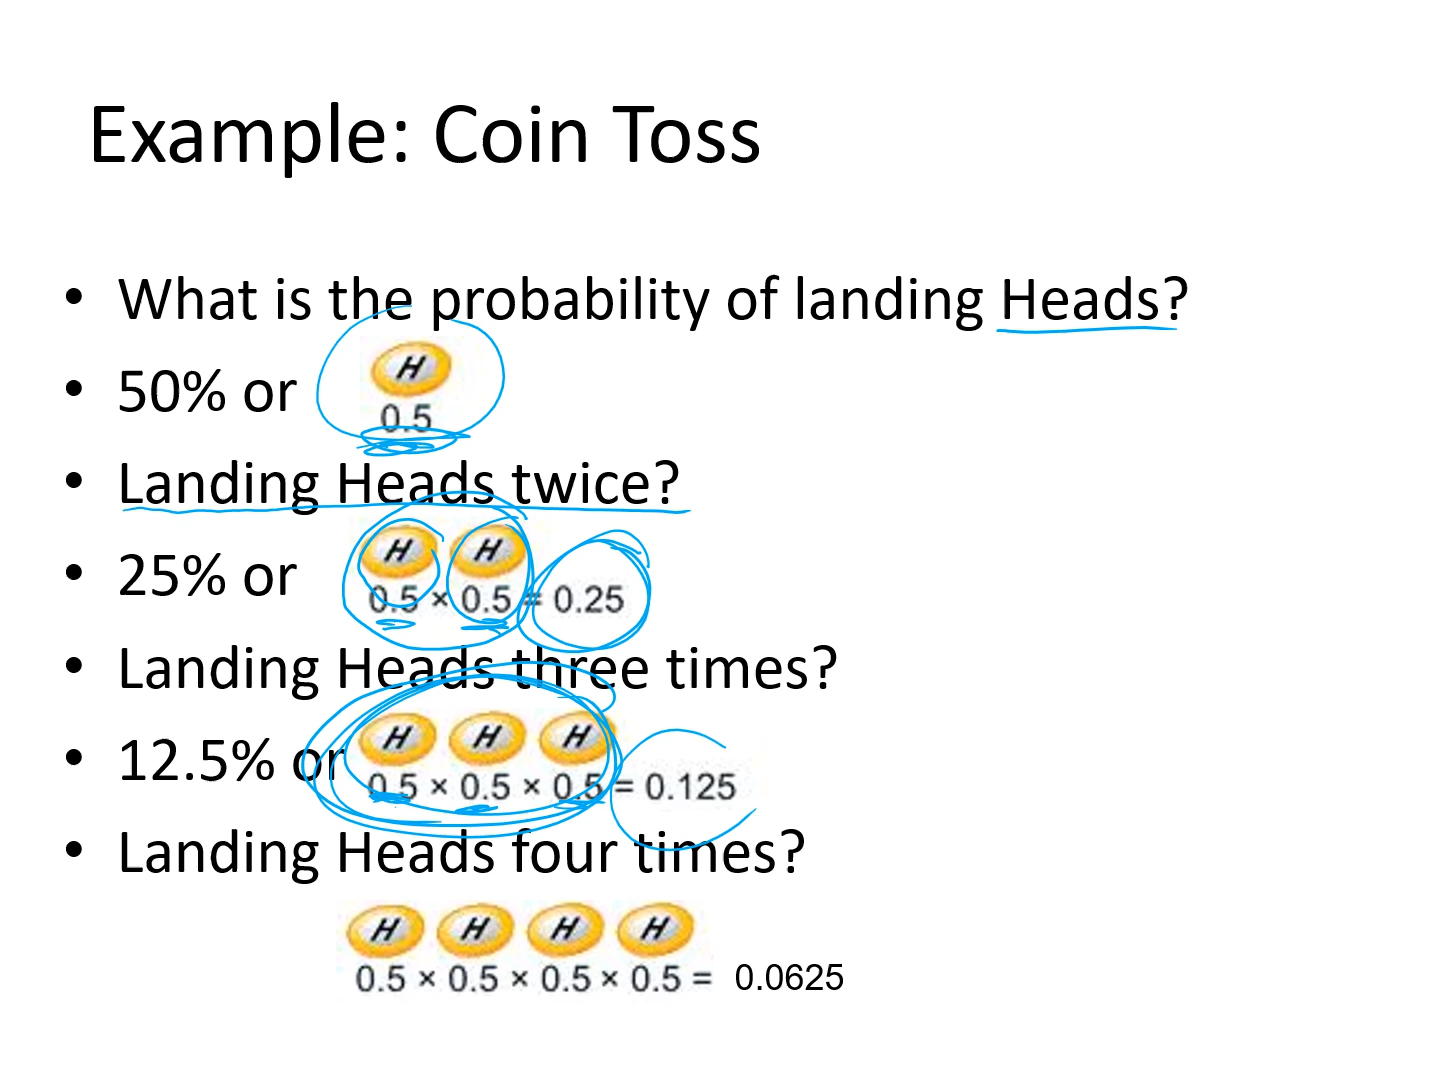 Example: Coin Toss
• What is the probability of landing Heads?
H
• 50% or
0.5
• Landing Heads twice?
H H
• 25% or
0.5 × 0.5 = 0.25
• Landing Heads three times?
H H H
• 12.5% or
0.5 × 0.5 × 0.5 = 0.125
• Landing Heads four times?
H H H H
0.5 × 0.5 × 0.5 × 0.5 = 0.0625